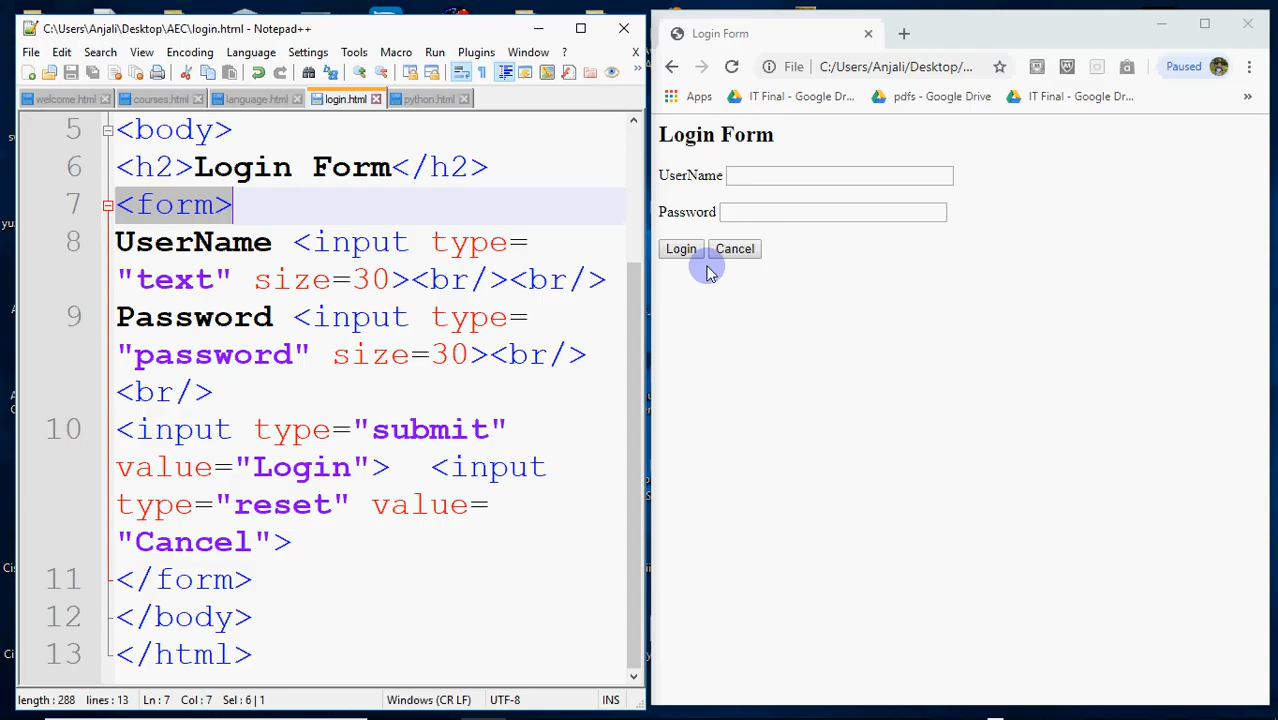 C:\Users\Anjali\Desktop\AEC\login.html - Notepad++
File Edit Search View Encoding Language Settings Tools Macro Run Plugins Window ? X
welcome.html courses.html language.html login.html python.html
5 <body>
6 <h2>Login Form</h2>
7 <form>
8 UserName <input type=
"text" size=30><br/><br/>
9 Password <input type=
"password" size=30><br/>
<br/>
10 <input type="submit"
value="Login"> <input
type="reset" value=
"Cancel">
11 </form>
12 </body>
13 </html>
length : 288 lines : 13 Ln : 7 Col : 7 Sel : 6 | 1 Windows (CR LF) UTF-8 INS
Login Form
File C:/Users/Anjali/Desktop/... Paused
Apps IT Final - Google Dr... pdfs - Google Drive IT Final - Google Dr... »
Login Form
UserName
Password
Login Cancel